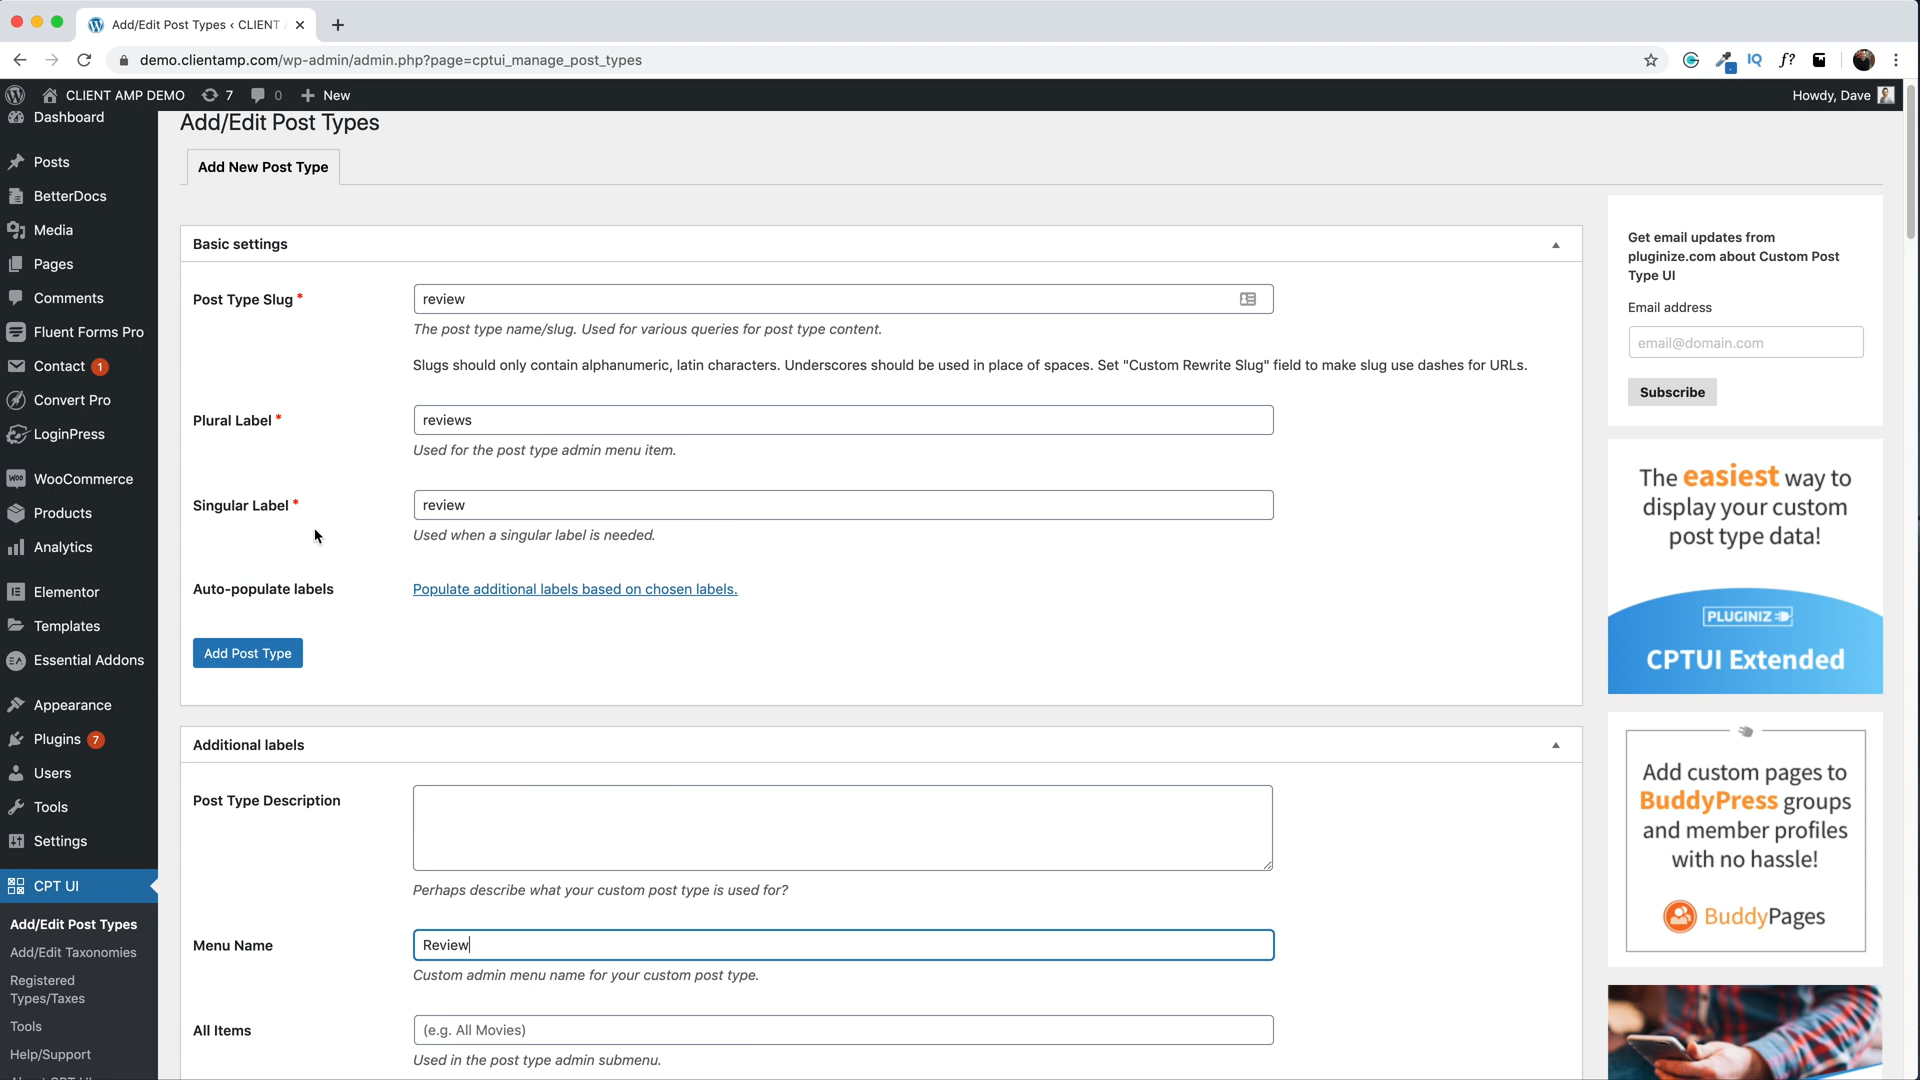 Add/Edit Post Types ‹ CLIENT
demo.clientamp.com/wp-admin/admin.php?page=cptui_manage_post_types
IQ
f?
CLIENT AMP DEMO
7
0
New
Howdy, Dave
Dashboard
Posts
BetterDocs
Media
Pages
Comments
Fluent Forms Pro
Contact 1
Convert Pro
LoginPress
WooCommerce
Products
Analytics
Elementor
Templates
Essential Addons
Appearance
Plugins 7
Users
Tools
Settings
CPT UI
Add/Edit Post Types
Add/Edit Taxonomies
Registered
Types/Taxes
Tools
Help/Support
Add/Edit Post Types
Add New Post Type
Basic settings
Post Type Slug *
review
The post type name/slug. Used for various queries for post type content.
Slugs should only contain alphanumeric, latin characters. Underscores should be used in place of spaces. Set "Custom Rewrite Slug" field to make slug use dashes for URLs.
Plural Label *
reviews
Used for the post type admin menu item.
Singular Label *
review
Used when a singular label is needed.
Auto-populate labels
Populate additional labels based on chosen labels.
Add Post Type
Additional labels
Post Type Description
Perhaps describe what your custom post type is used for?
Menu Name
Review
Custom admin menu name for your custom post type.
All Items
(e.g. All Movies)
Used in the post type admin submenu.
Get email updates from
pluginize.com about Custom Post
Type UI
Email address
email@domain.com
Subscribe
The easiest way to
display your custom
post type data!
PLUGINIZ
CPTUI Extended
Add custom pages to
BuddyPress groups
and member profiles
with no hassle!
BuddyPages